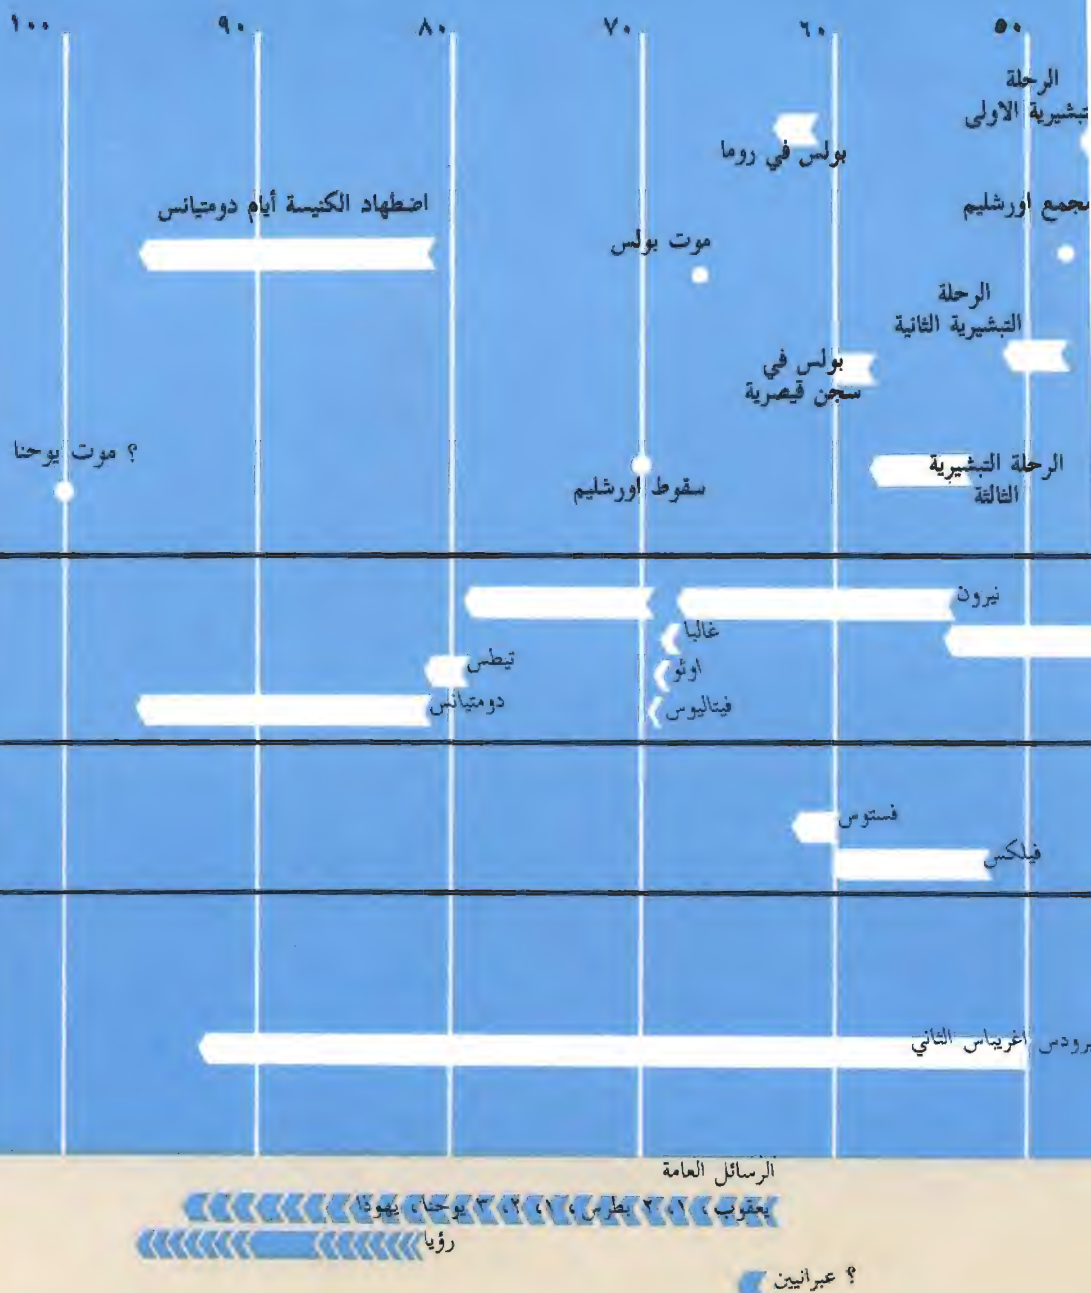 ٥٠ ٦٠ ٧٠ ٨٠ ٩٠ ١٠٠
الرحلة
تبشيرية الاولى
بولس في روما
مجمع اورشليم
اضطهاد الكنيسة أيام دومتيانس
موت بولس
الرحلة
التبشيرية الثانية
بولس في
سجن قيصرية
الرحلة التبشيرية
الثالثة
سقوط اورشليم
؟ موت يوحنا
نيرون
غالبا
اوثو
فيتاليوس
تيطس
دومتيانس
فستوس
فيلكس
يرودس اغريباس الثاني
الرسائل العامة
يعقوب، ١، ٢ بطرس، ١، ٢، ٣ يوحنا، يهوذا
رؤيا
؟ عبرانيين